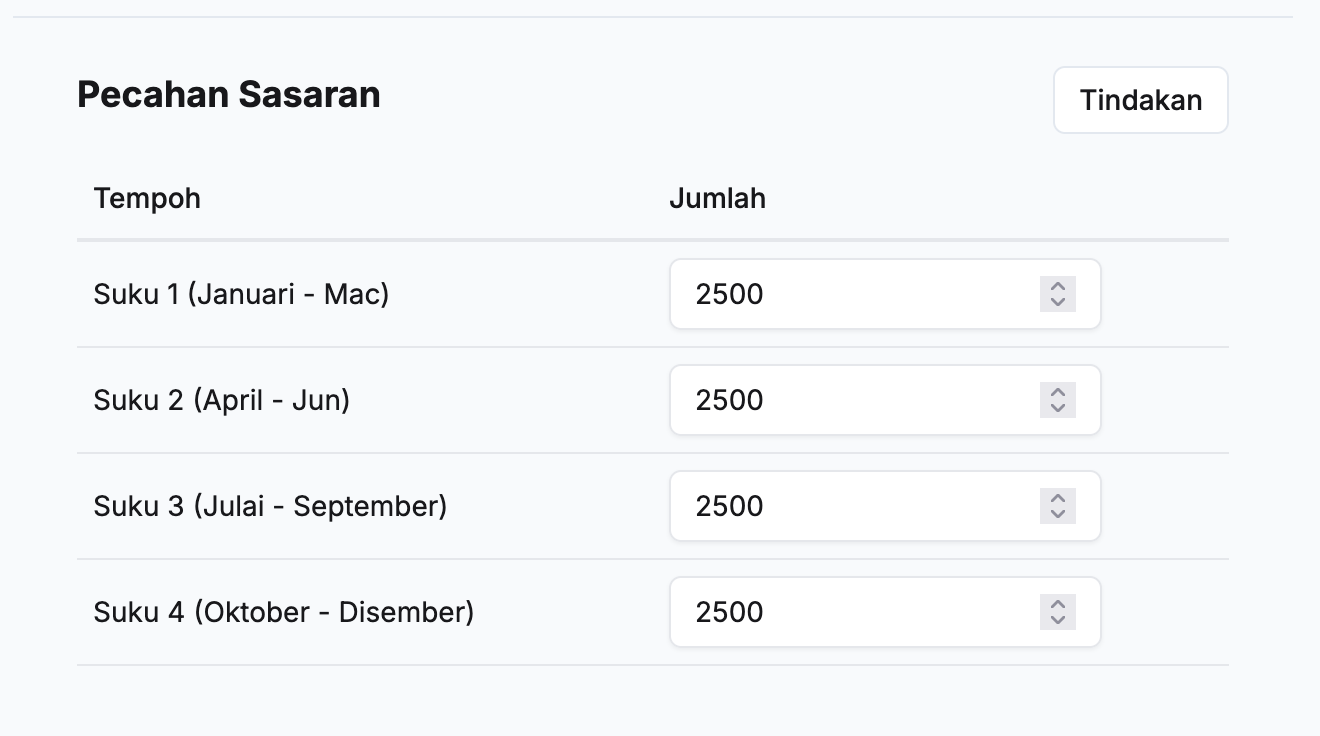 Pecahan Sasaran
Tindakan
Tempoh Jumlah
Suku 1 (Januari - Mac) 2500
Suku 2 (April - Jun) 2500
Suku 3 (Julai - September) 2500
Suku 4 (Oktober - Disember) 2500